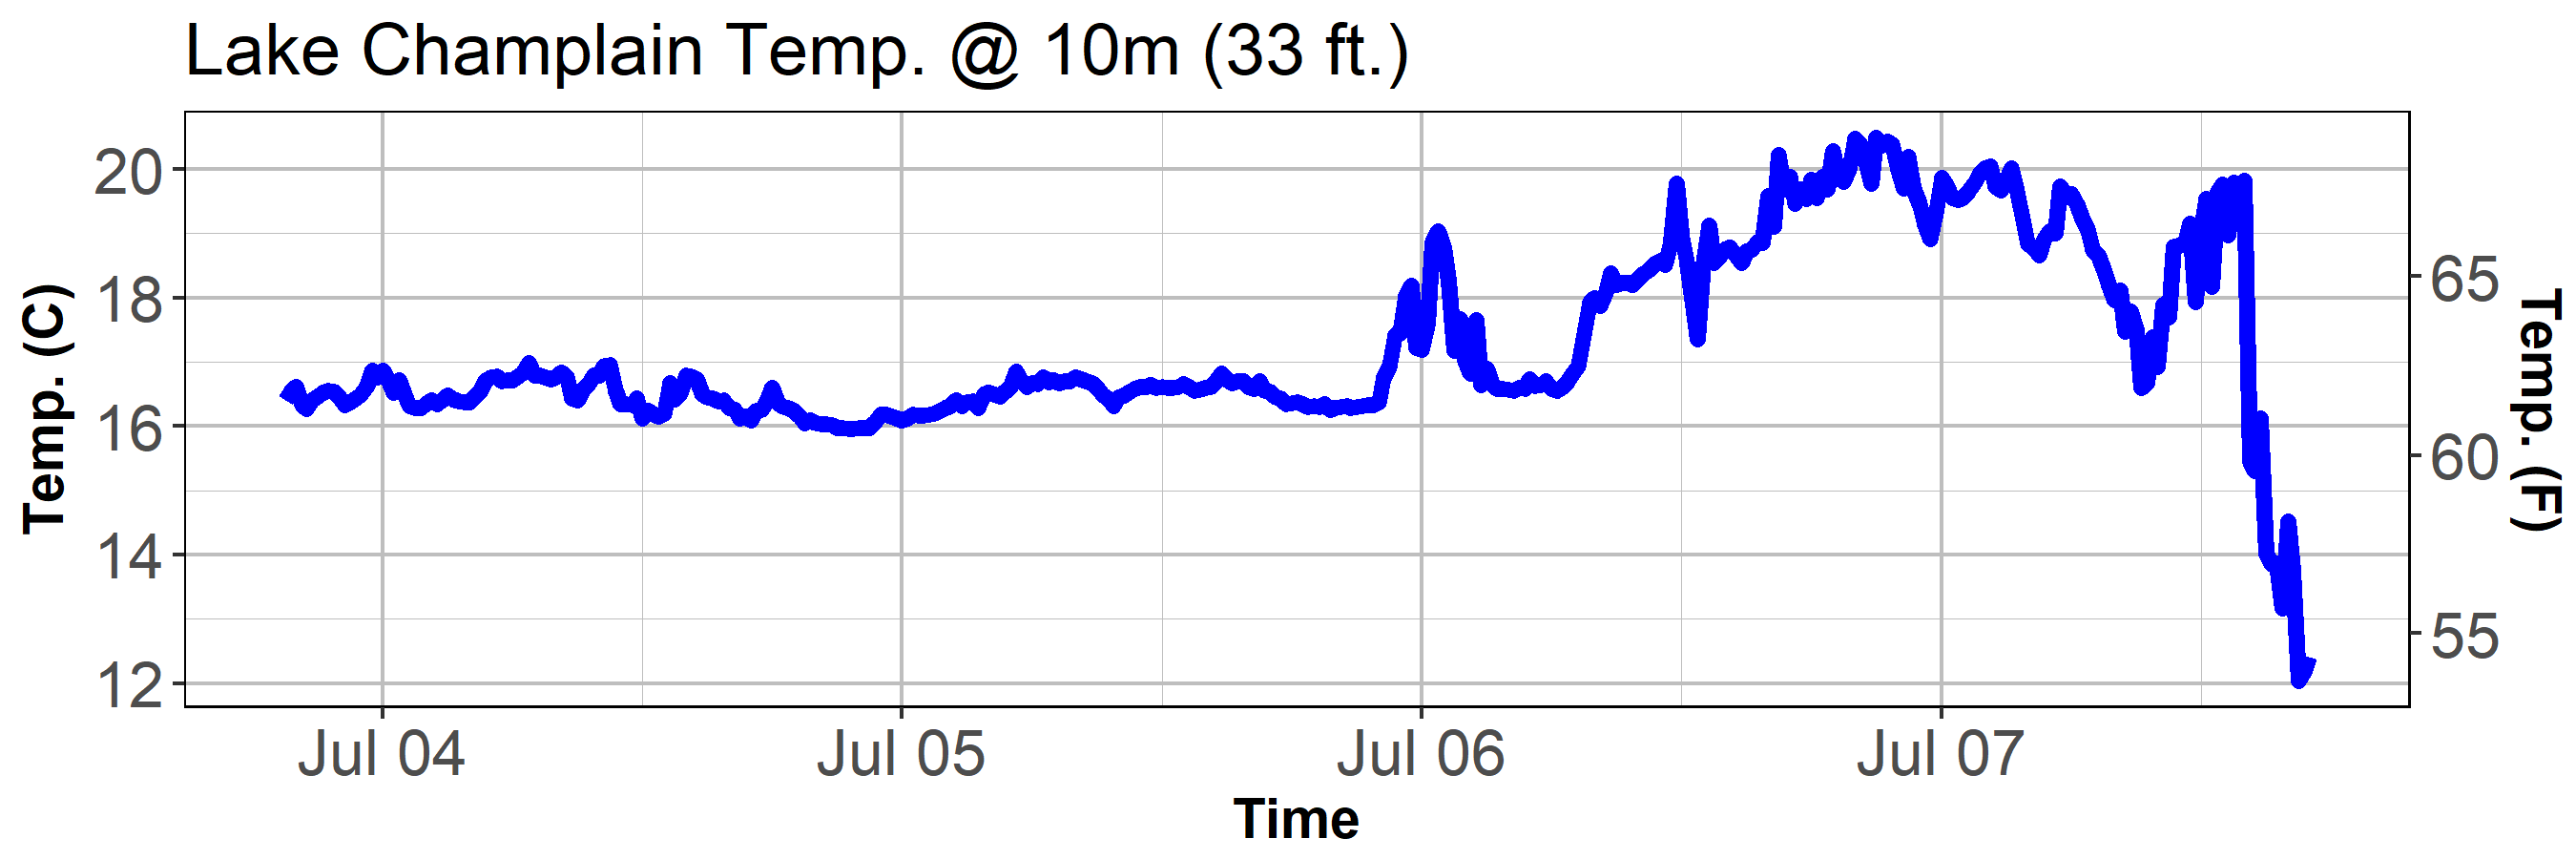 Lake Champlain Temp. @ 10m (33 ft.)
Temp. (C)
20
18
16
14
12
65
60
55
Temp. (F)
Jul 04
Jul 05
Jul 06
Jul 07
Time